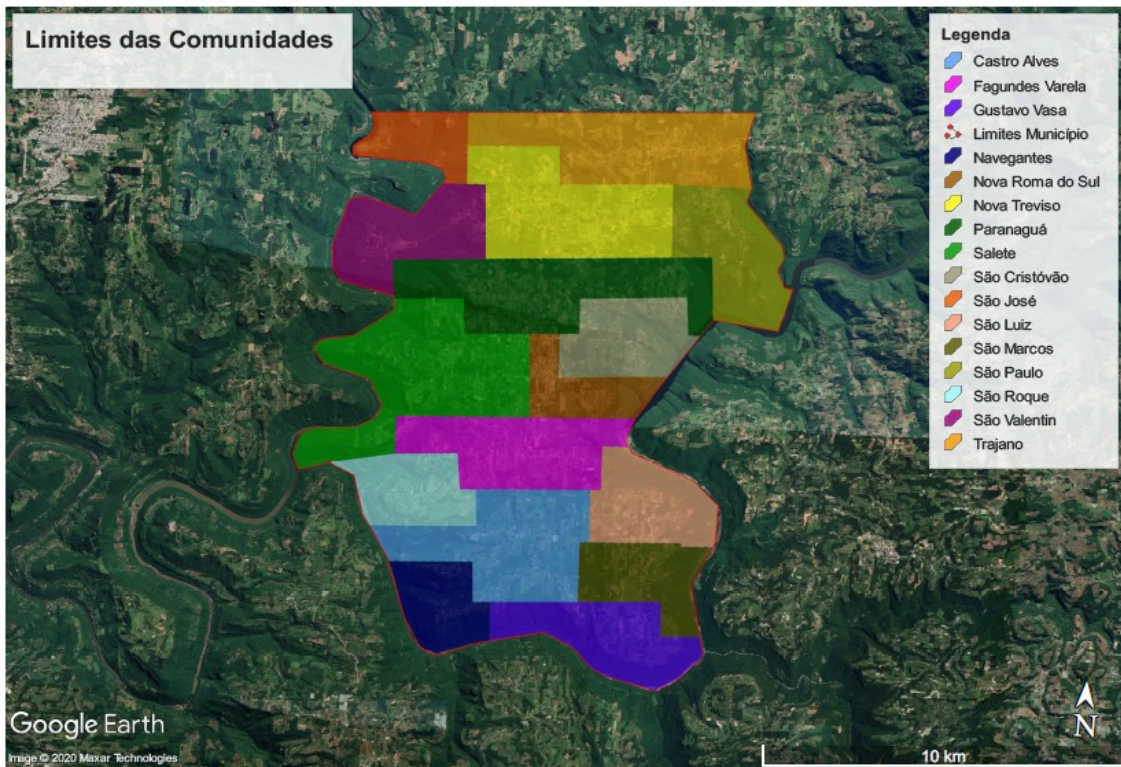 Limites das Comunidades
Legenda
Castro Alves
Fagundes Varela
Gustavo Vasa
Limites Município
Navegantes
Nova Roma do Sul
Nova Treviso
Paranaguá
Salete
São Cristóvão
São José
São Luiz
São Marcos
São Paulo
São Roque
São Valentin
Trajano
Google Earth
Image © 2020 Maxar Technologies
N
10 km